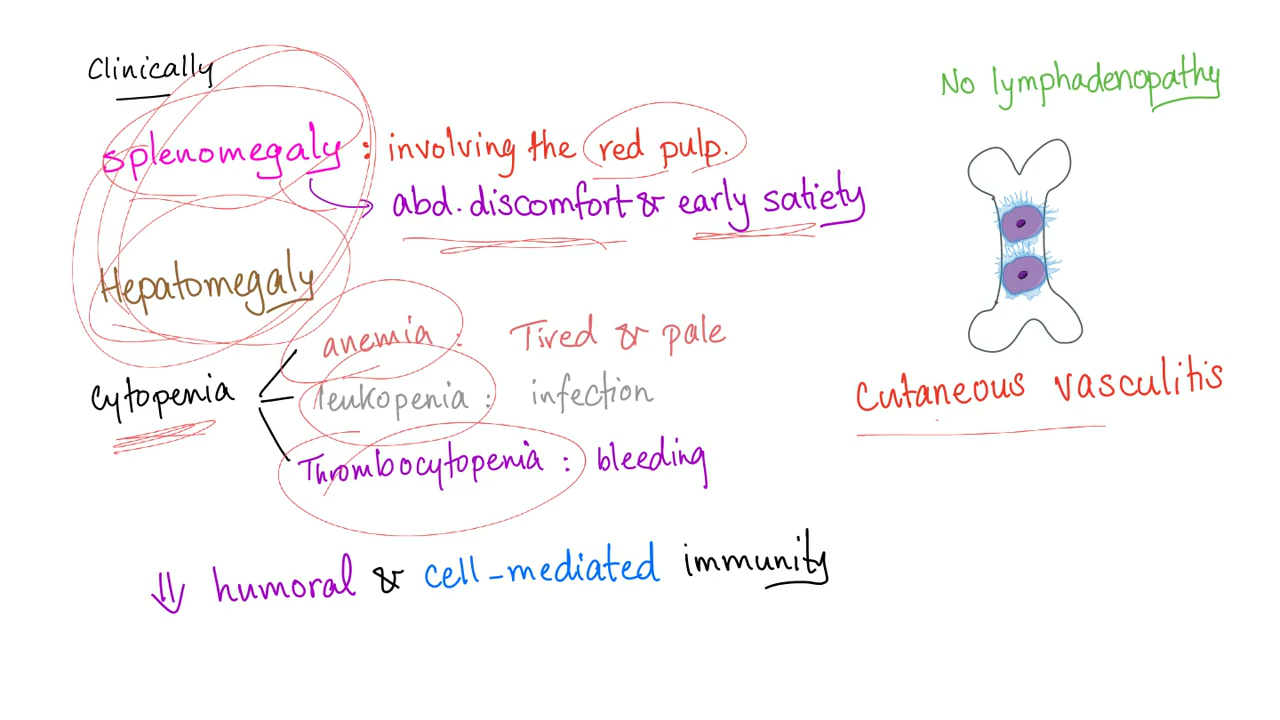 Clinically
No lymphadenopathy
splenomegaly : involving the red pulp.
abd. discomfort & early satiety
Hepatomegaly
anemia : Tired & pale
Cytopenia
leukopenia : infection
Cutaneous vasculitis
Thrombocytopenia : bleeding
↓↓ humoral & cell-mediated immunity